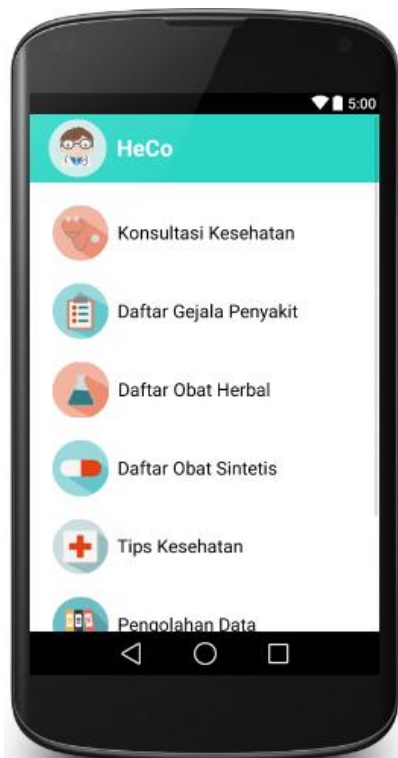 5:00
HeCo
Konsultasi Kesehatan
Daftar Gejala Penyakit
Daftar Obat Herbal
Daftar Obat Sintetis
Tips Kesehatan
Pengolahan Data